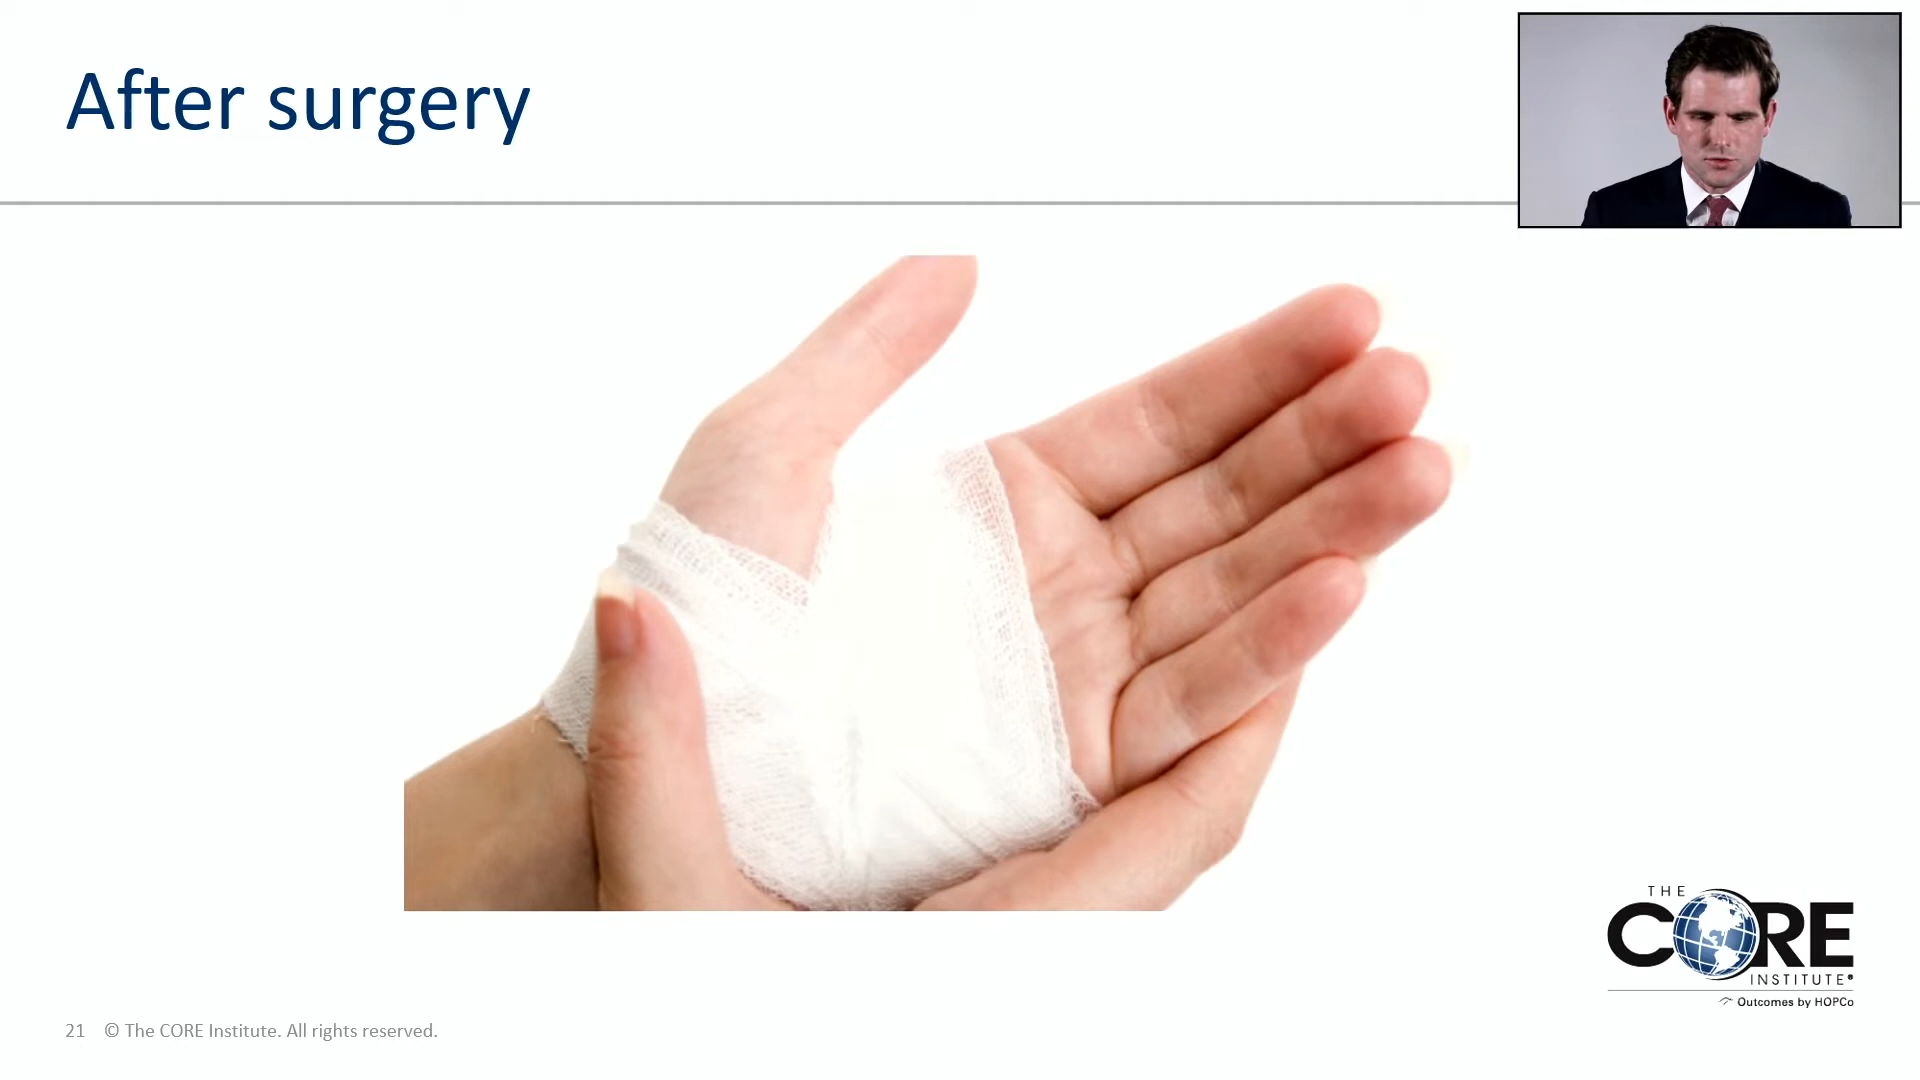 After surgery
THE
CORE
INSTITUTE®
Outcomes by HOPCo
21 © The CORE Institute. All rights reserved.